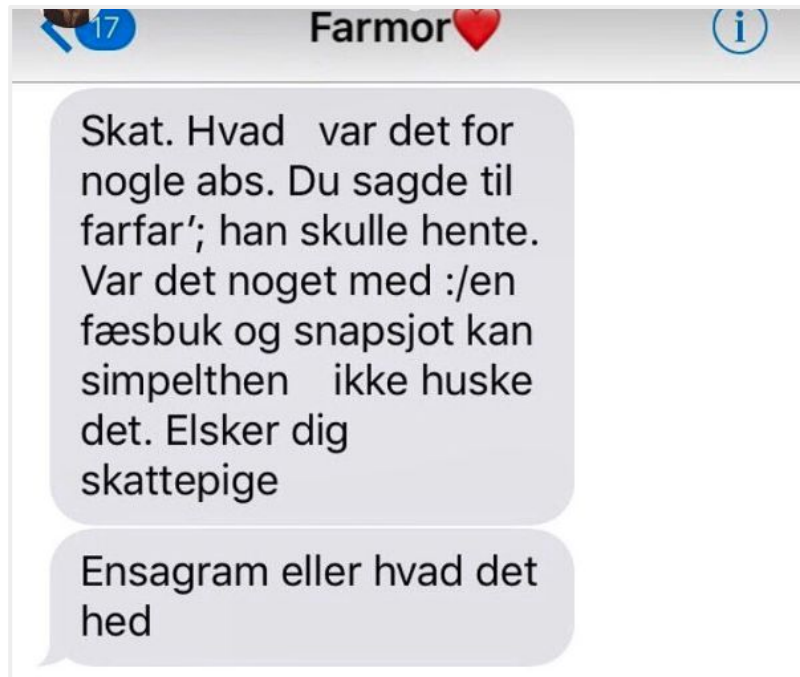 17
Farmor❤️
i
Skat. Hvad   var det for
nogle abs. Du sagde til
farfar’; han skulle hente.
Var det noget med :/en
fæsbuk og snapsjot kan
simpelthen   ikke huske
det. Elsker dig
skattepige
Ensagram eller hvad det
hed